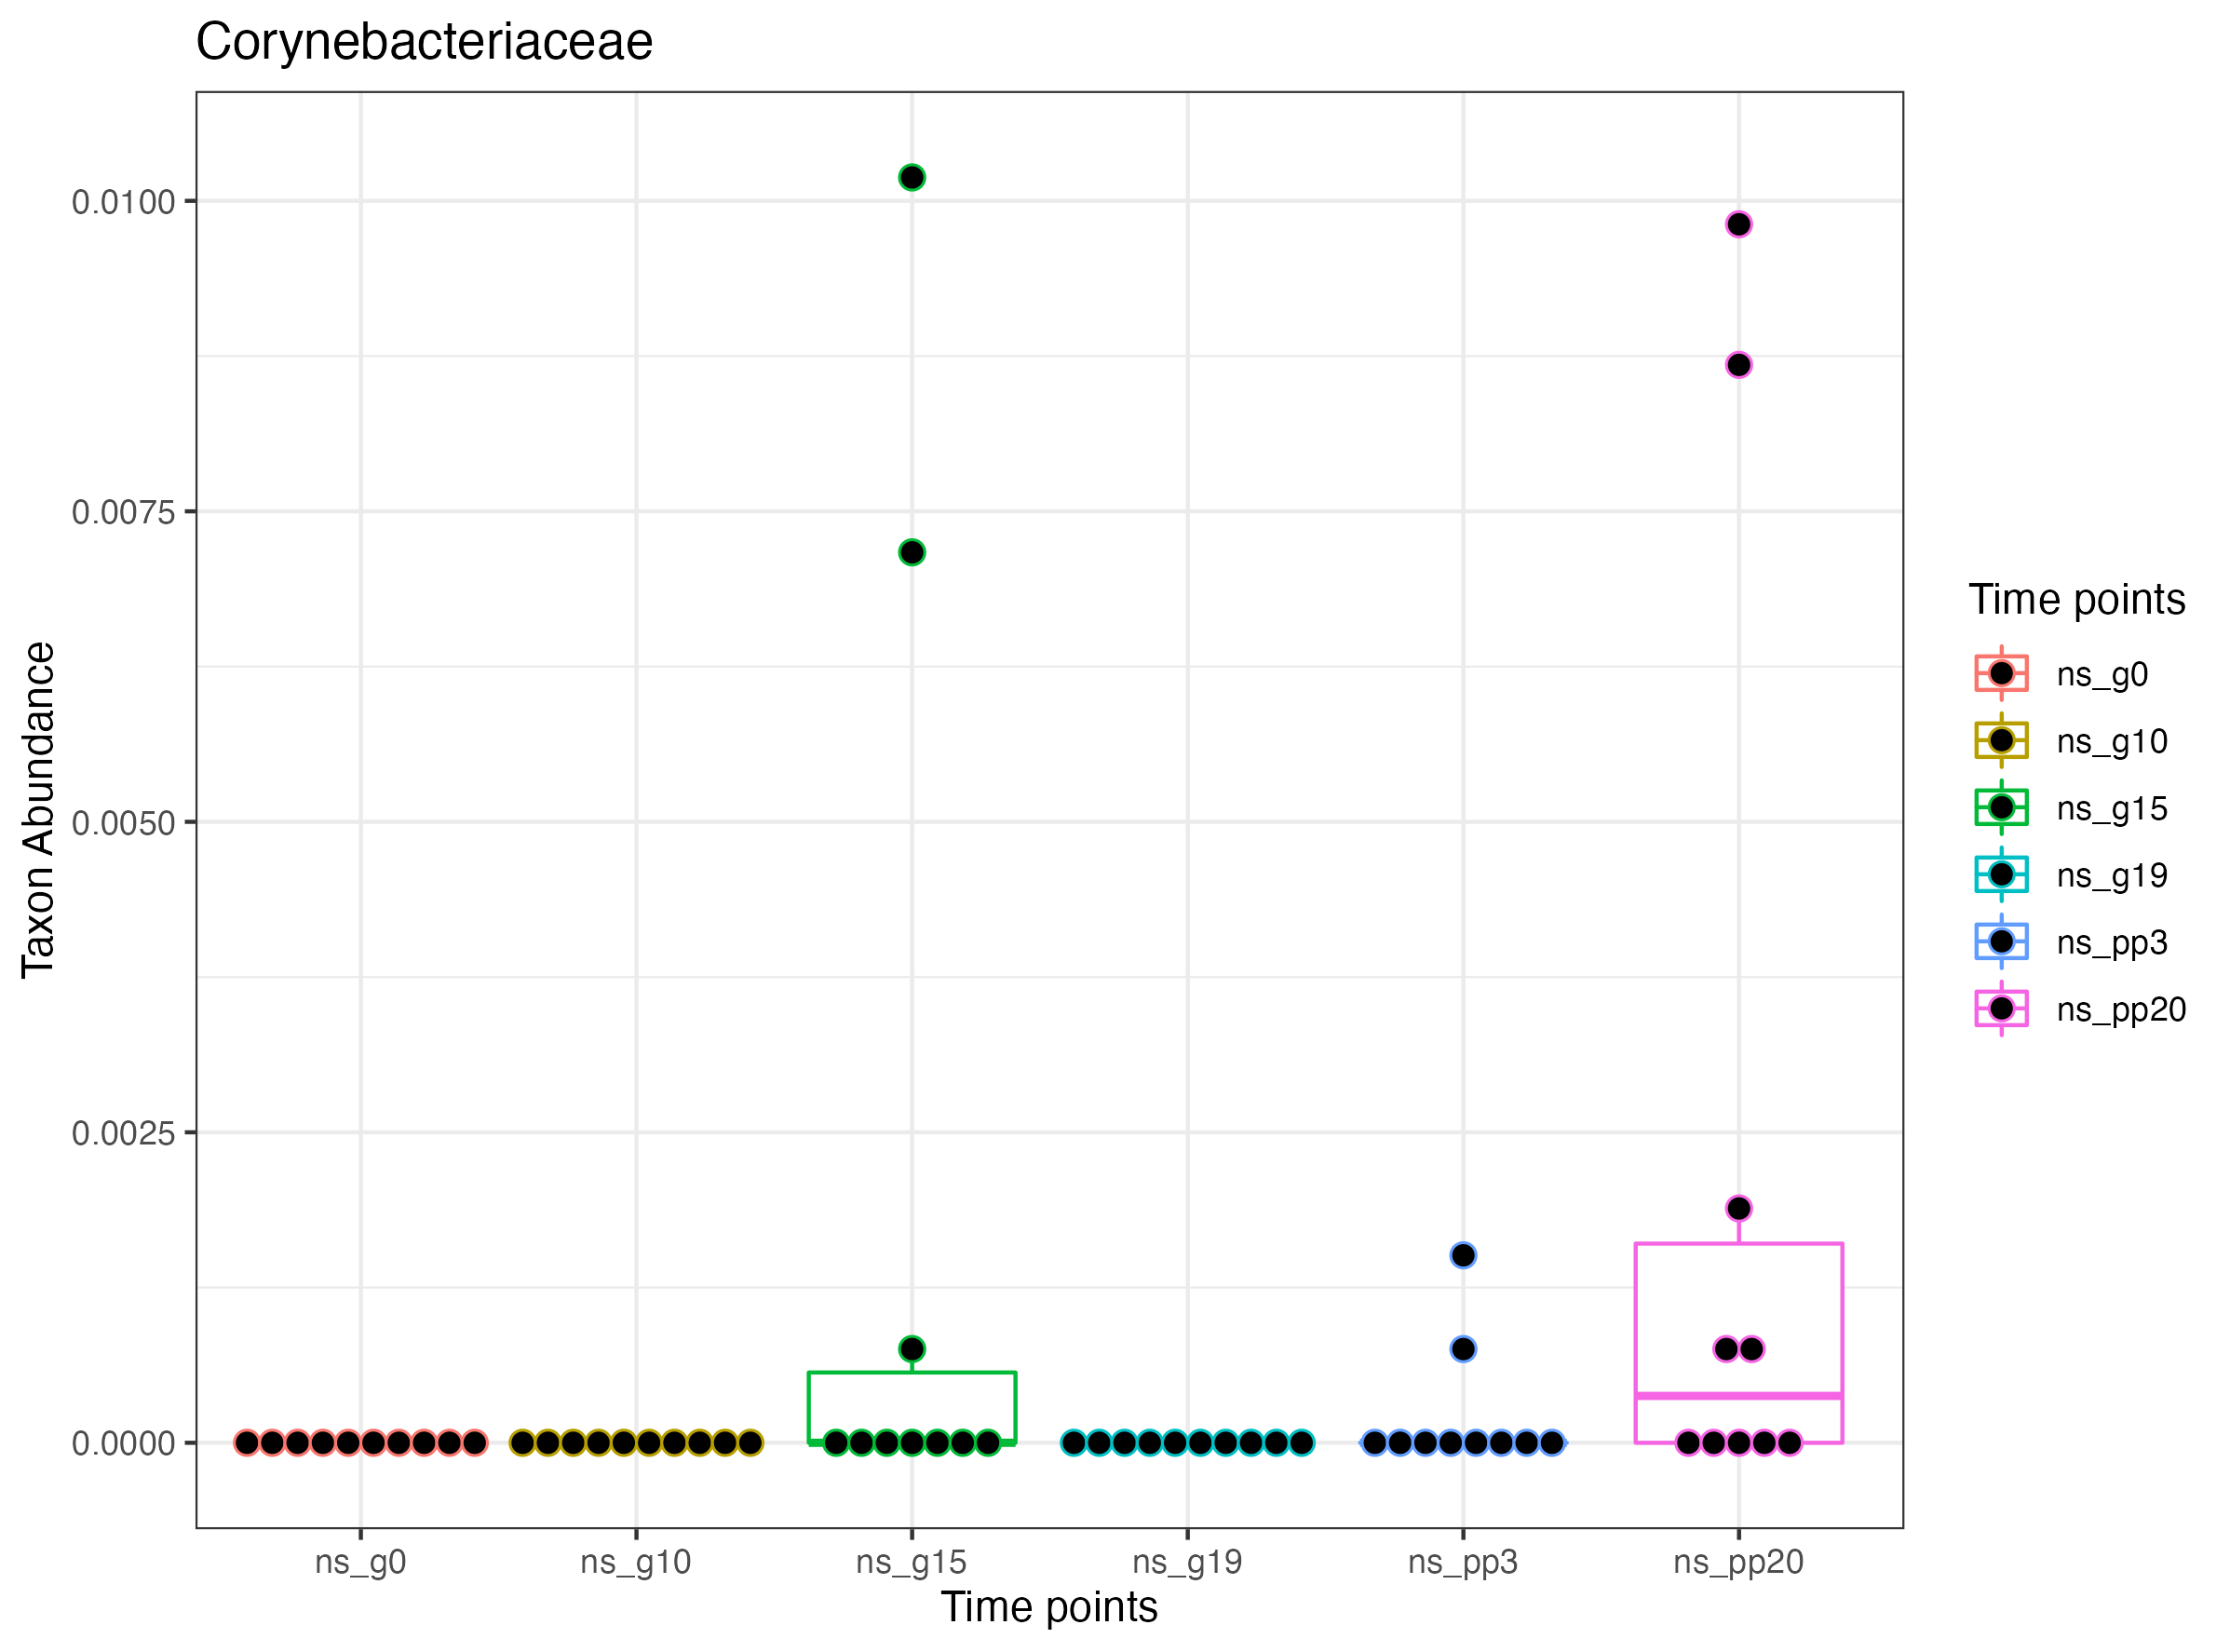 Corynebacteriaceae
Taxon Abundance
0.0100
0.0075
0.0050
0.0025
0.0000
ns_g0
ns_g10
ns_g15
ns_g19
ns_pp3
ns_pp20
Time points
Time points
ns_g0
ns_g10
ns_g15
ns_g19
ns_pp3
ns_pp20